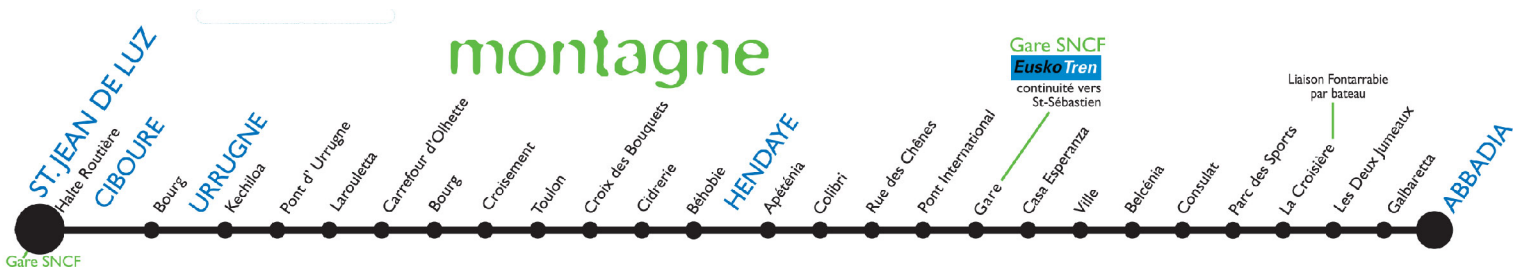 montagne
Gare SNCF
EuskoTren
continuité vers
St-Sébastien
Liaison Fontarrabie
par bateau
ST. JEAN DE LUZ
Halte Routière
Gare SNCF
CIBOURE
Bourg
URRUGNE
Kechiloa
Pont d' Urrugne
Larouletta
Carrefour d'Olhette
Bourg
Croisement
Toulon
Croix des Bouquets
Cidrerie
Béhobie
HENDAYE
Apéténia
Colibri
Rue des Chênes
Pont International
Gare
Casa Esperanza
Ville
Belcénia
Consulat
Parc des Sports
La Croisière
Les Deux Jumeaux
Galbaretta
ABBADIA